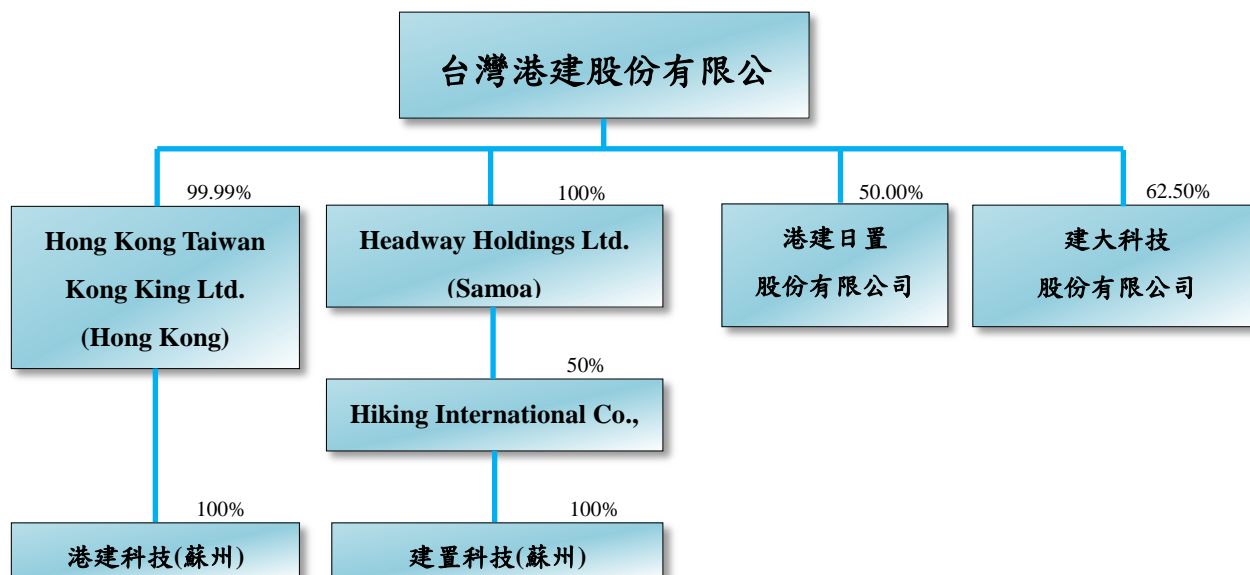 台灣港建股份有限公
99.99%
Hong Kong Taiwan
Kong King Ltd.
(Hong Kong)
100%
Headway Holdings Ltd.
(Samoa)
50.00%
港建日置
股份有限公司
62.50%
建大科技
股份有限公司
50%
Hiking International Co.,
100%
港建科技(蘇州)
100%
建置科技(蘇州)